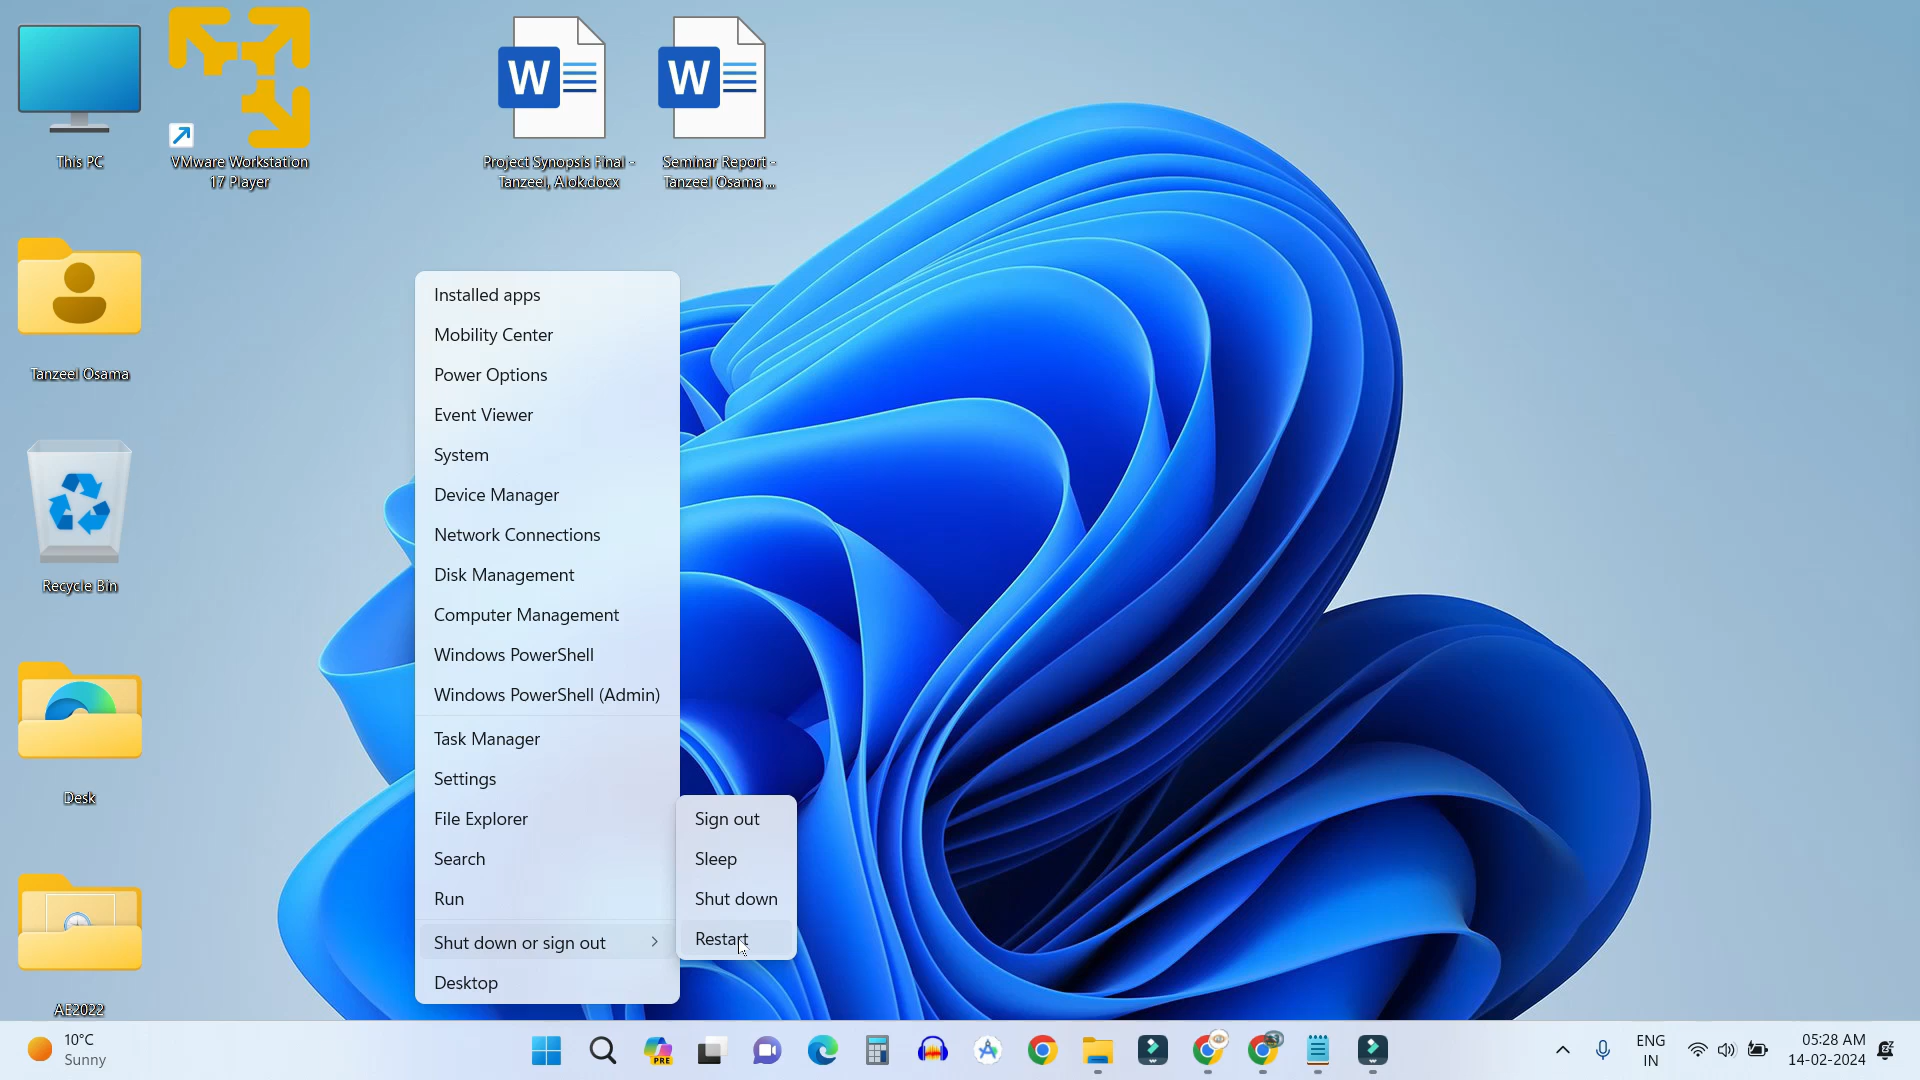 This PC
VMware Workstation
17 Player
W
Project Synopsis Final -
Tanzeel, Alok.docx
W
Seminar Report -
Tanzeel Osama ...
Tanzeel Osama
Recycle Bin
Desk
AE2022
Installed apps
Mobility Center
Power Options
Event Viewer
System
Device Manager
Network Connections
Disk Management
Computer Management
Windows PowerShell
Windows PowerShell (Admin)
Task Manager
Settings
File Explorer
Search
Run
Shut down or sign out
Desktop
Sign out
Sleep
Shut down
Restart
10°C
Sunny
PRE
ENG
IN
05:28 AM
14-02-2024